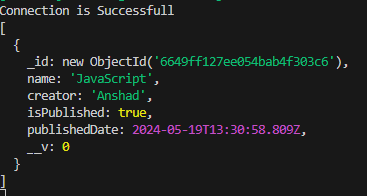 Connection is Successfull
[
  {
    _id: new ObjectId('6649ff127ee054bab4f303c6'),
    name: 'JavaScript',
    creator: 'Anshad',
    isPublished: true,
    publishedDate: 2024-05-19T13:30:58.809Z,
    __v: 0
  }
]